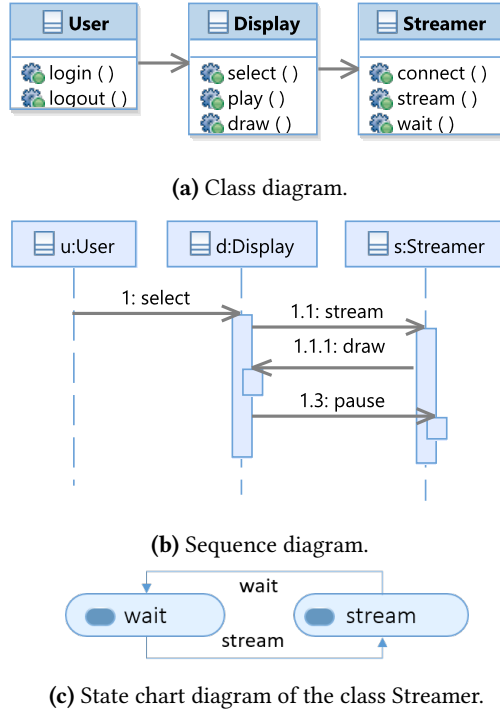 User
Display
Streamer
login ( )
logout ( )
select ( )
play ( )
draw ( )
connect ( )
stream ( )
wait ( )
(a) Class diagram.
u:User
d:Display
s:Streamer
1: select
1.1: stream
1.1.1: draw
1.3: pause
(b) Sequence diagram.
wait
wait
stream
stream
(c) State chart diagram of the class Streamer.